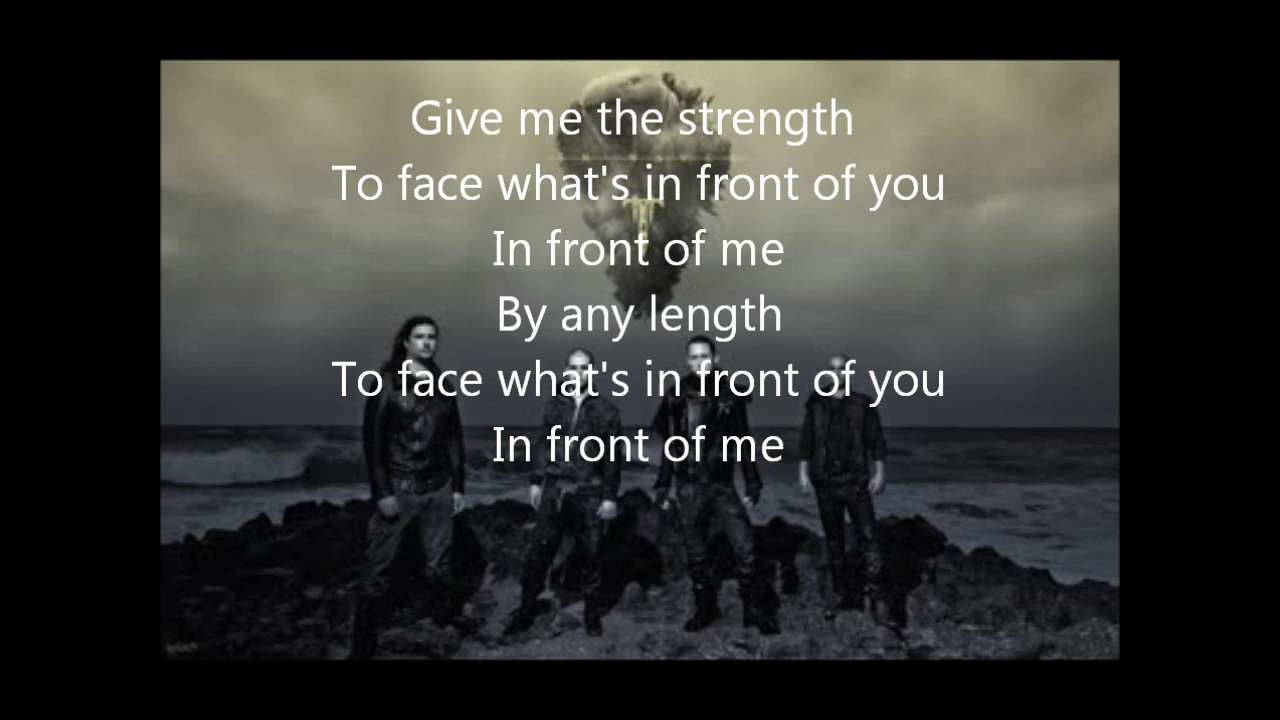 Give me the strength
To face what's in front of you
In front of me
By any length
To face what's in front of you
In front of me